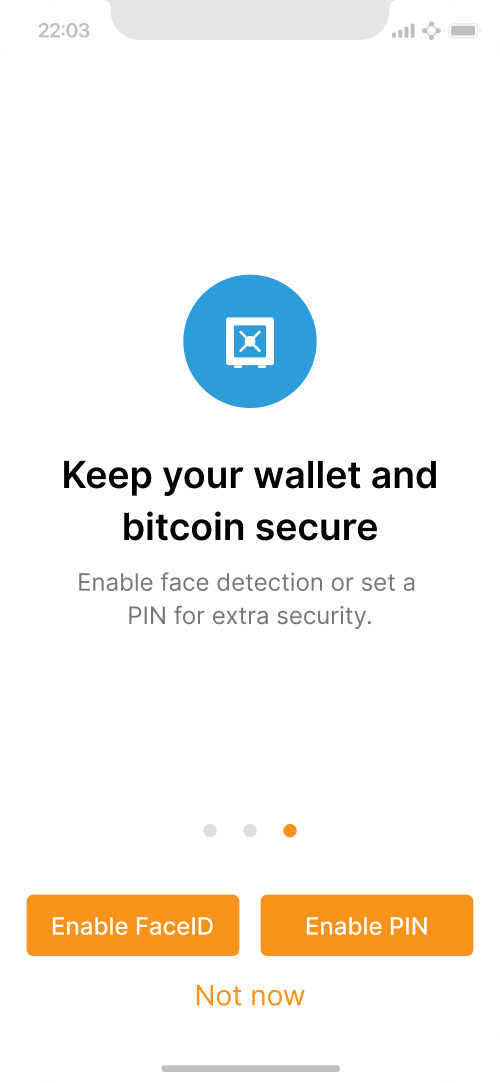 22:03
Keep your wallet and
bitcoin secure
Enable face detection or set a
PIN for extra security.
Enable FaceID
Enable PIN
Not now